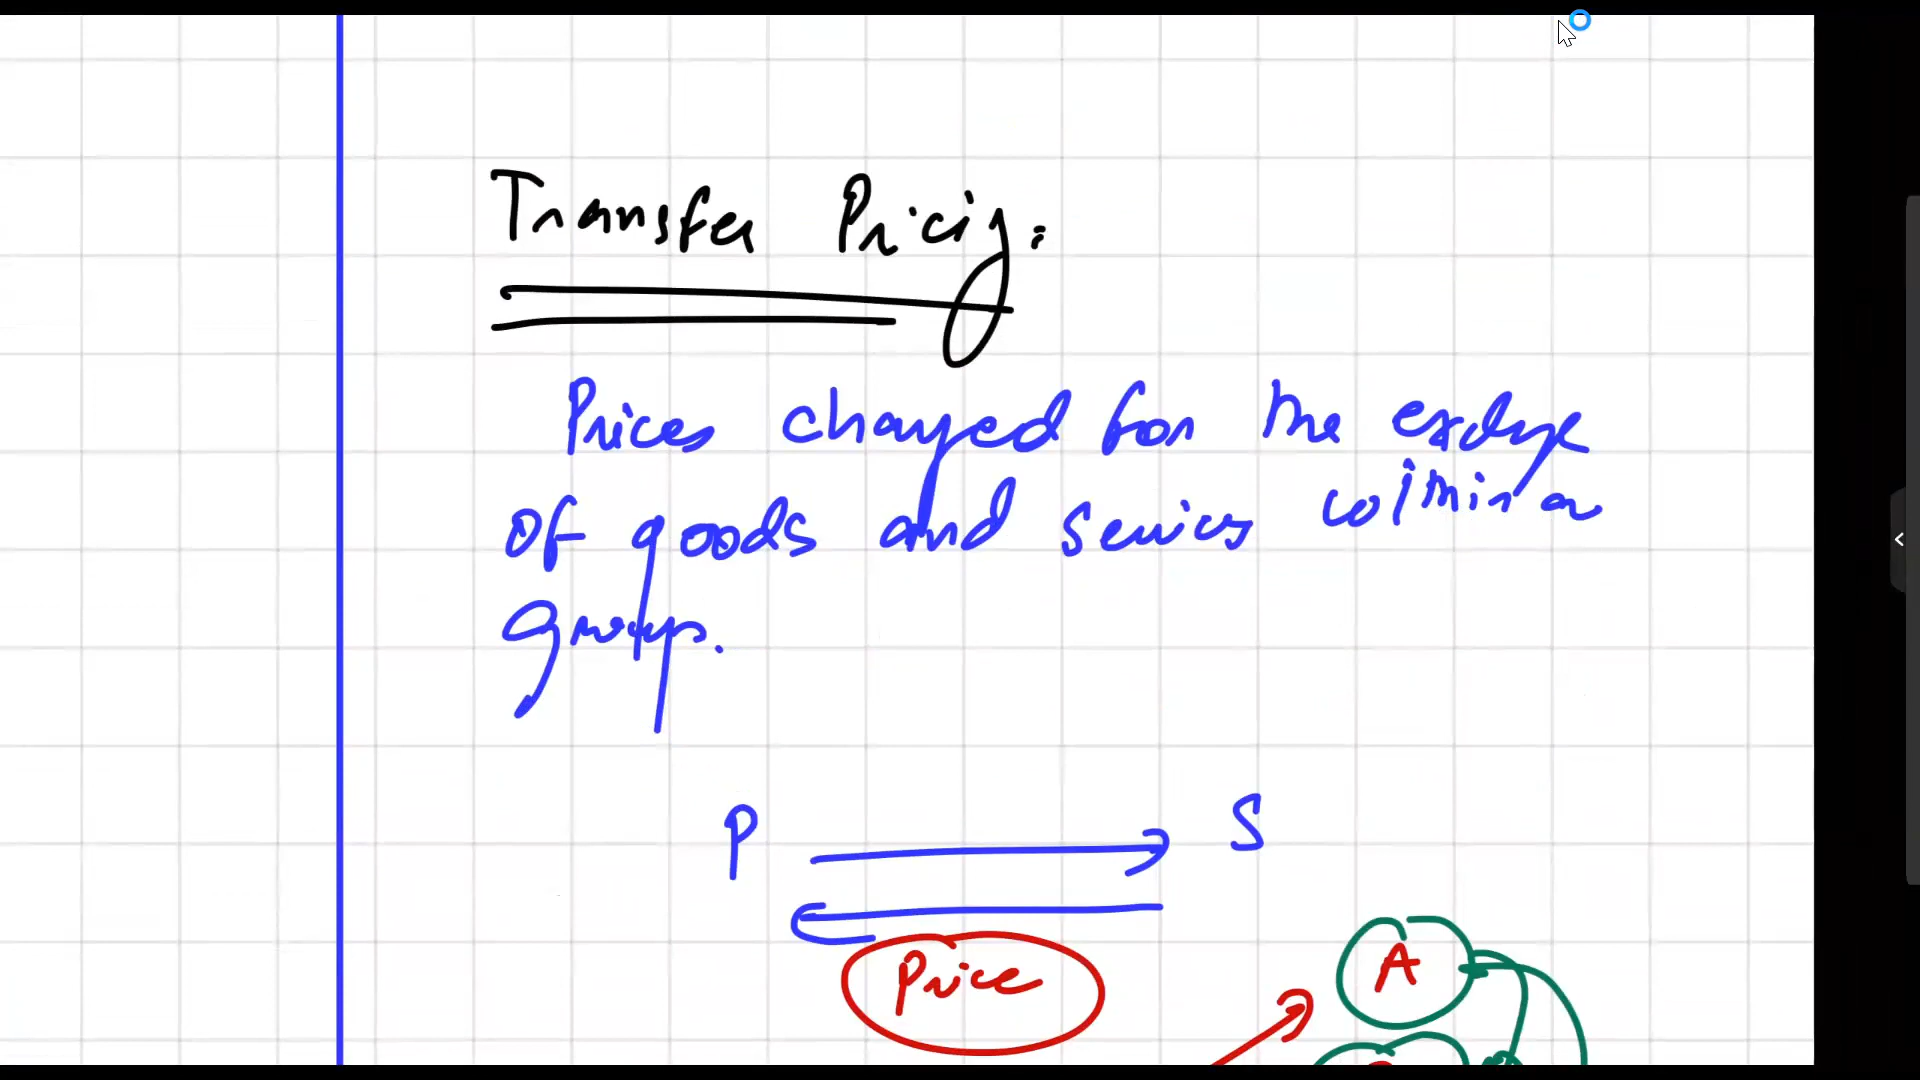 Transfer Pricing:
Prices charged for the exchange
of goods and services within a
group.
P S
Price
A